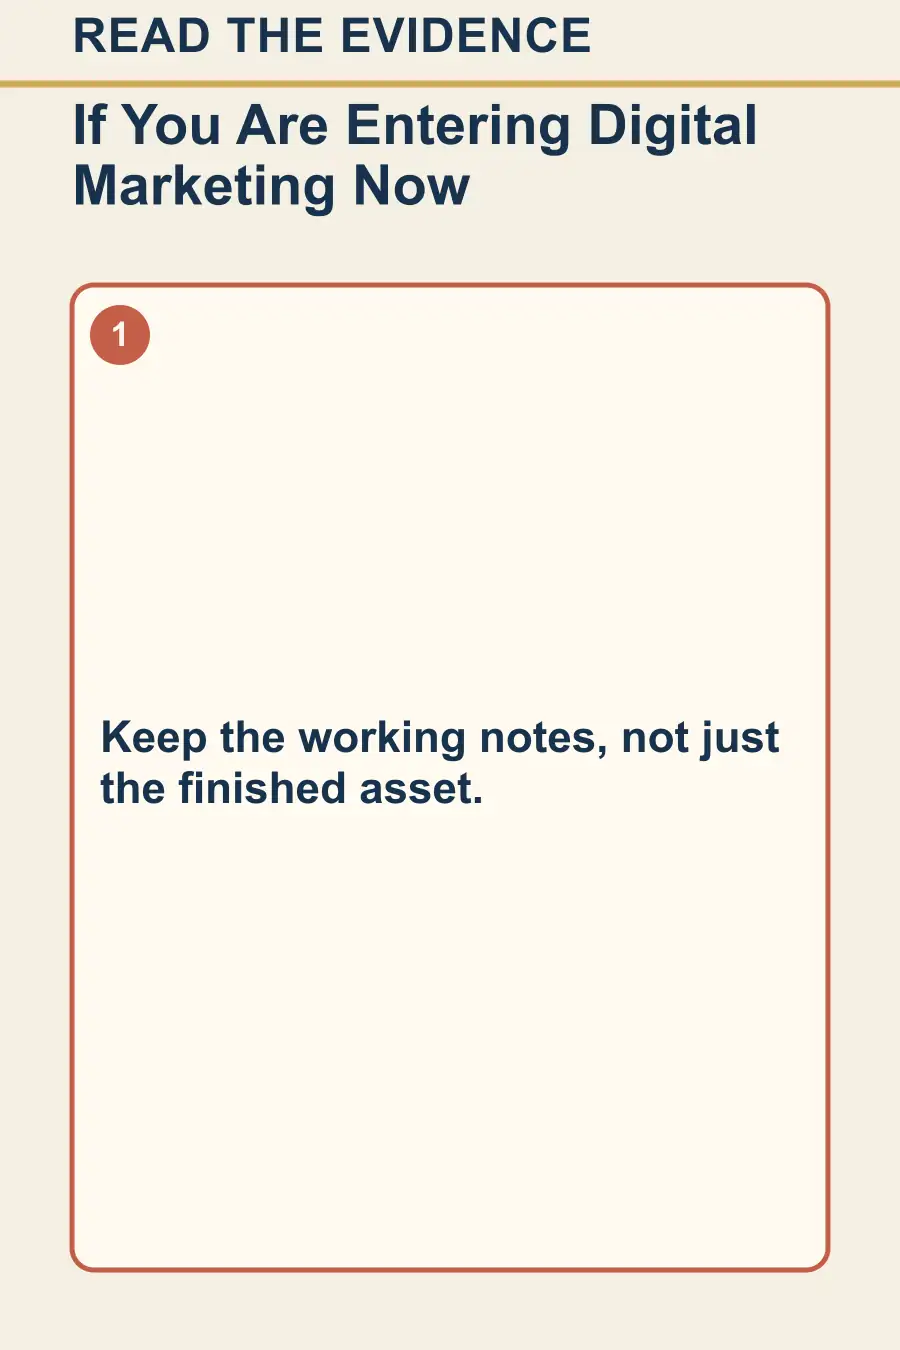 READ THE EVIDENCE
If You Are Entering Digital
Marketing Now
1
Keep the working notes, not just
the finished asset.